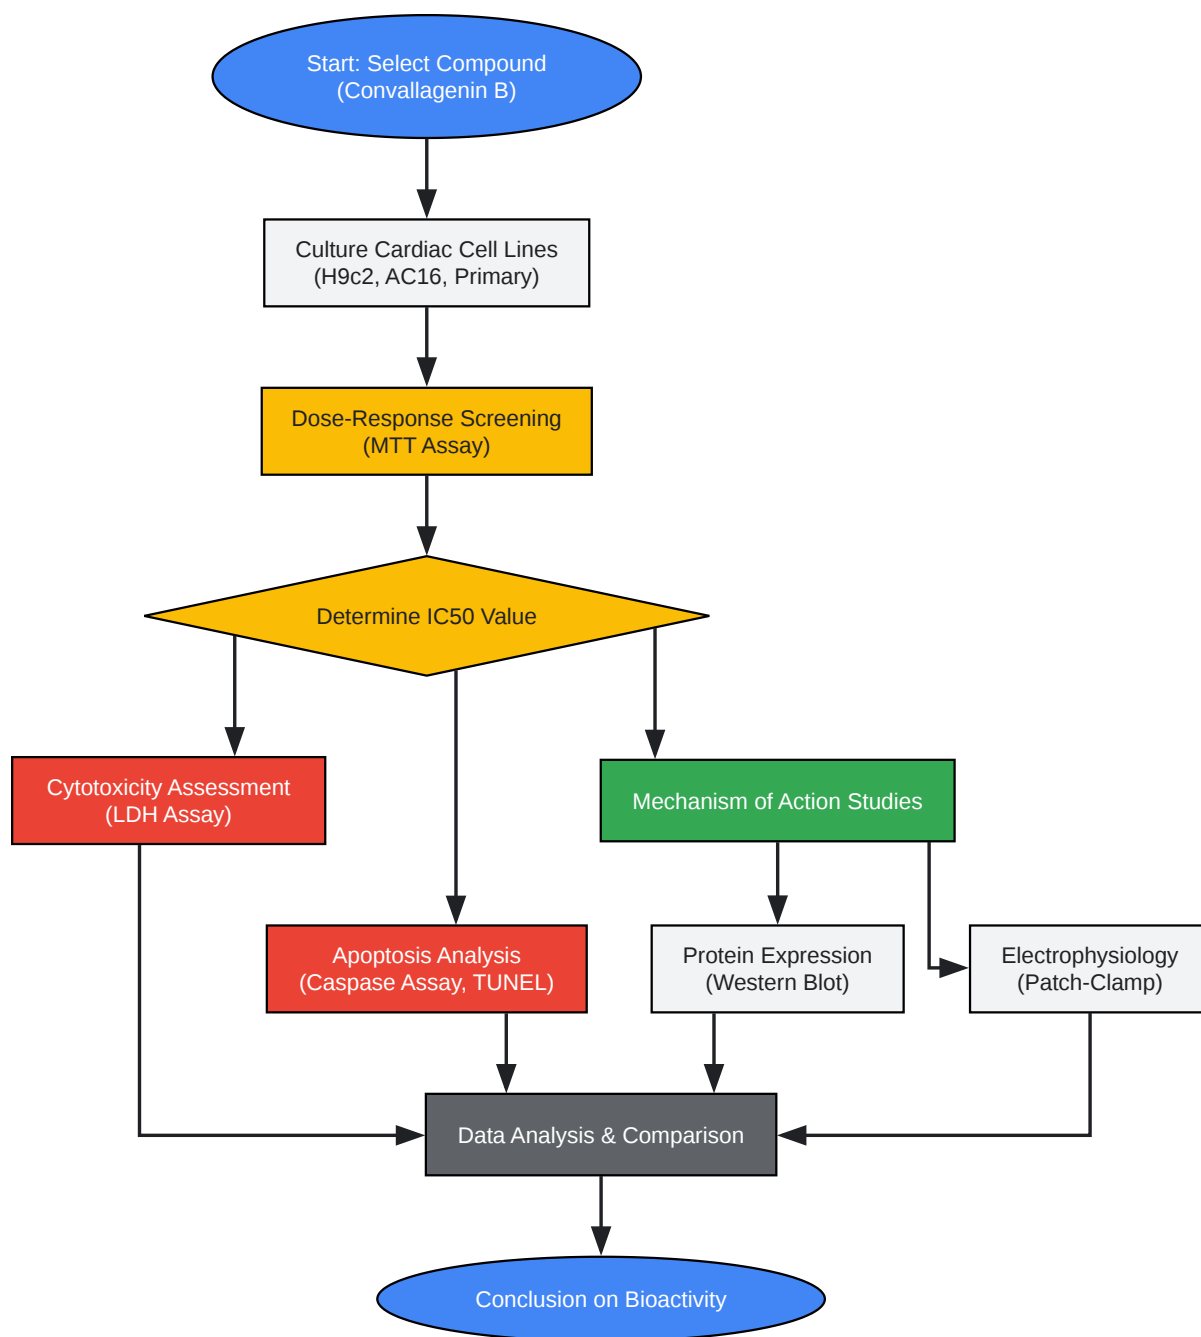 Start: Select Compound
(Convallagenin B)
Culture Cardiac Cell Lines
(H9c2, AC16, Primary)
Dose-Response Screening
(MTT Assay)
Determine IC50 Value
Cytotoxicity Assessment
(LDH Assay)
Mechanism of Action Studies
Apoptosis Analysis
(Caspase Assay, TUNEL)
Protein Expression
(Western Blot)
Electrophysiology
(Patch-Clamp)
Data Analysis & Comparison
Conclusion on Bioactivity